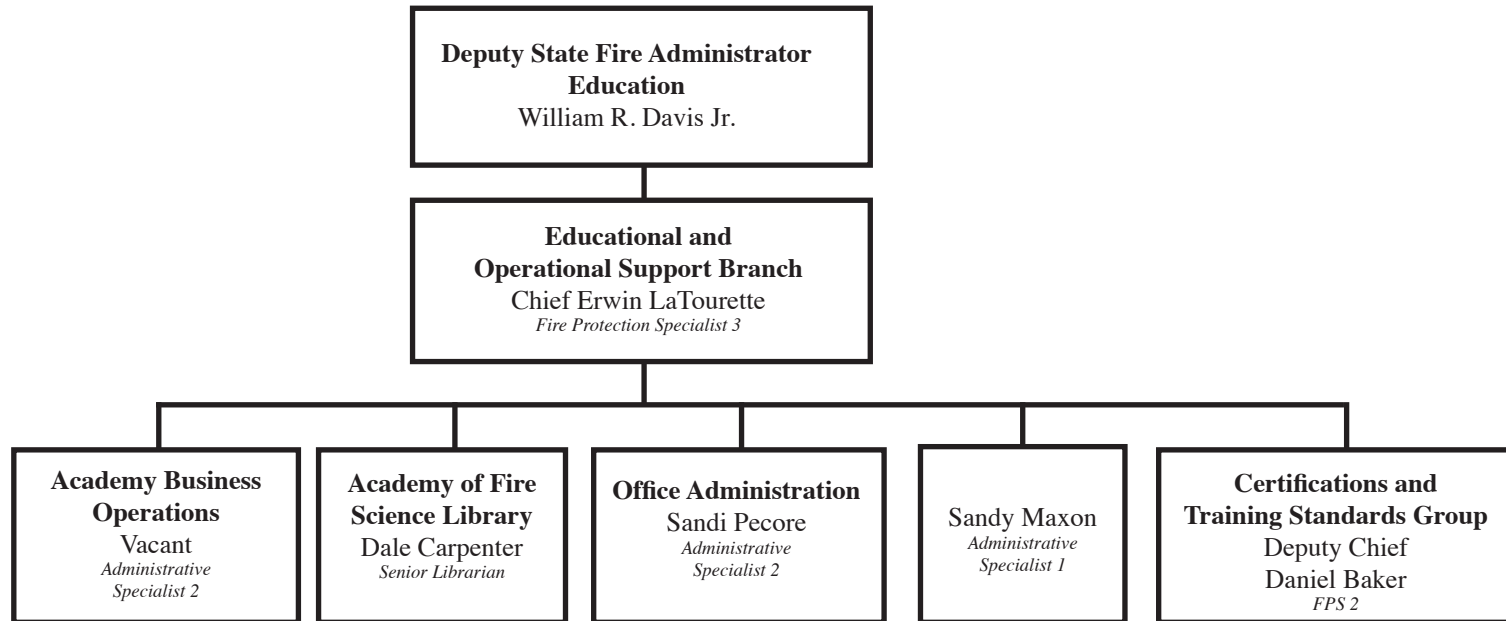 Deputy State Fire Administrator
Education
William R. Davis Jr.
Educational and
Operational Support Branch
Chief Erwin LaTourette
Fire Protection Specialist 3
Academy Business
Operations
Vacant
Administrative
Specialist 2
Academy of Fire
Science Library
Dale Carpenter
Senior Librarian
Office Administration
Sandi Pecore
Administrative
Specialist 2
Sandy Maxon
Administrative
Specialist 1
Certifications and
Training Standards Group
Deputy Chief
Daniel Baker
FPS 2